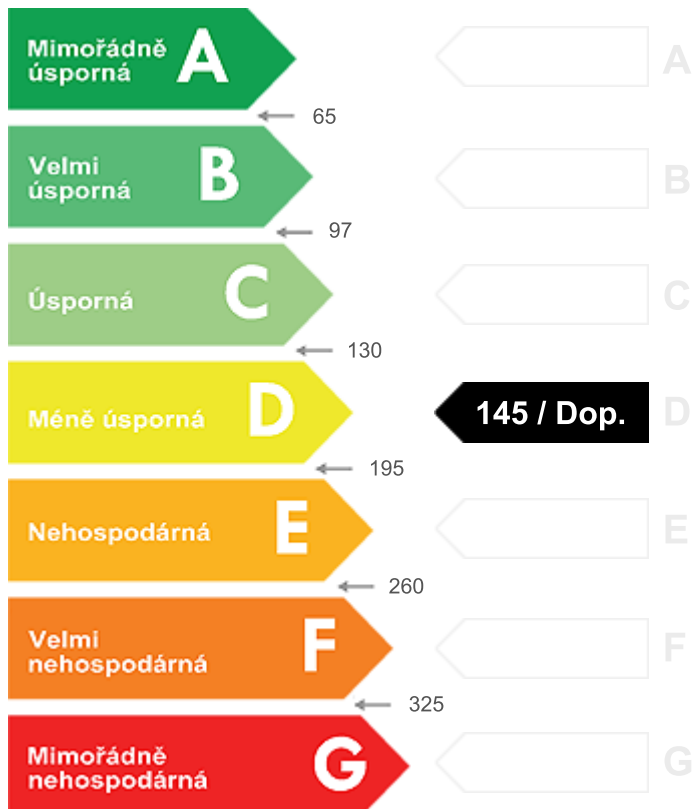 Mimořádně
úsporná
A
A
65
Velmi
úsporná
B
B
97
Úsporná
C
C
130
Méně úsporná
D
145 / Dop.
D
195
Nehospodárná
E
E
260
Velmi
nehospodárná
F
F
325
Mimořádně
nehospodárná
G
G